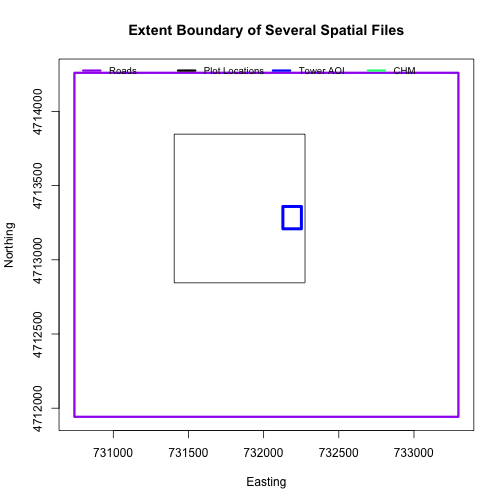 Extent Boundary of Several Spatial Files
Roads Plot Locations Tower AOI CHM
4714000
4713500
4713000
4712500
4712000
Northing
731000 731500 732000 732500 733000
Easting